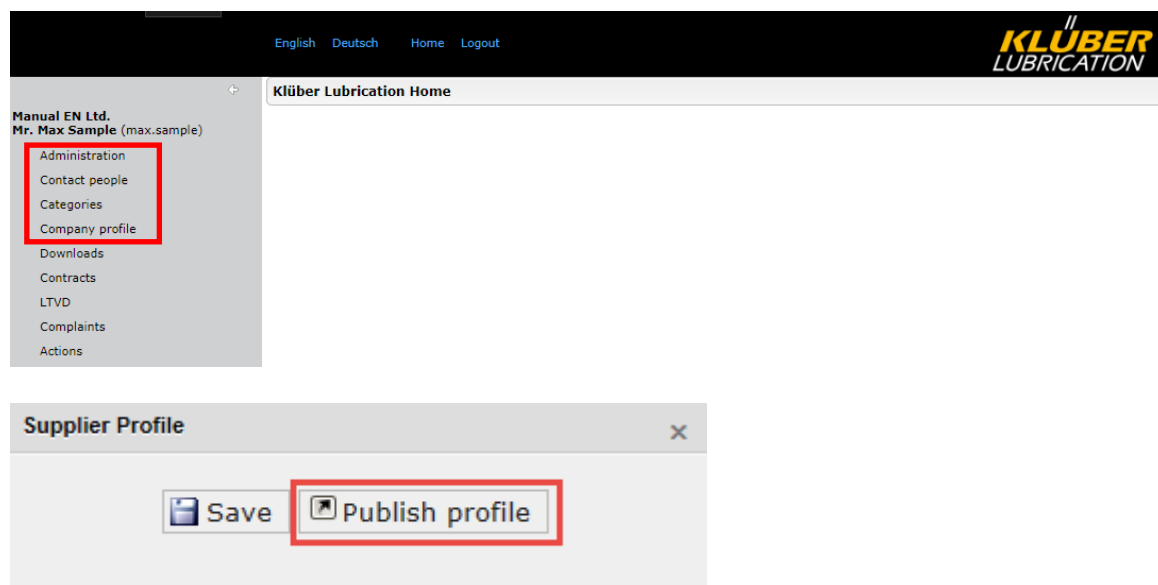 English Deutsch Home Logout
KLÜBER
LUBRICATION
Klüber Lubrication Home
Manual EN Ltd.
Mr. Max Sample (max.sample)
Administration
Contact people
Categories
Company profile
Downloads
Contracts
LTVD
Complaints
Actions
Supplier Profile
Save
Publish profile